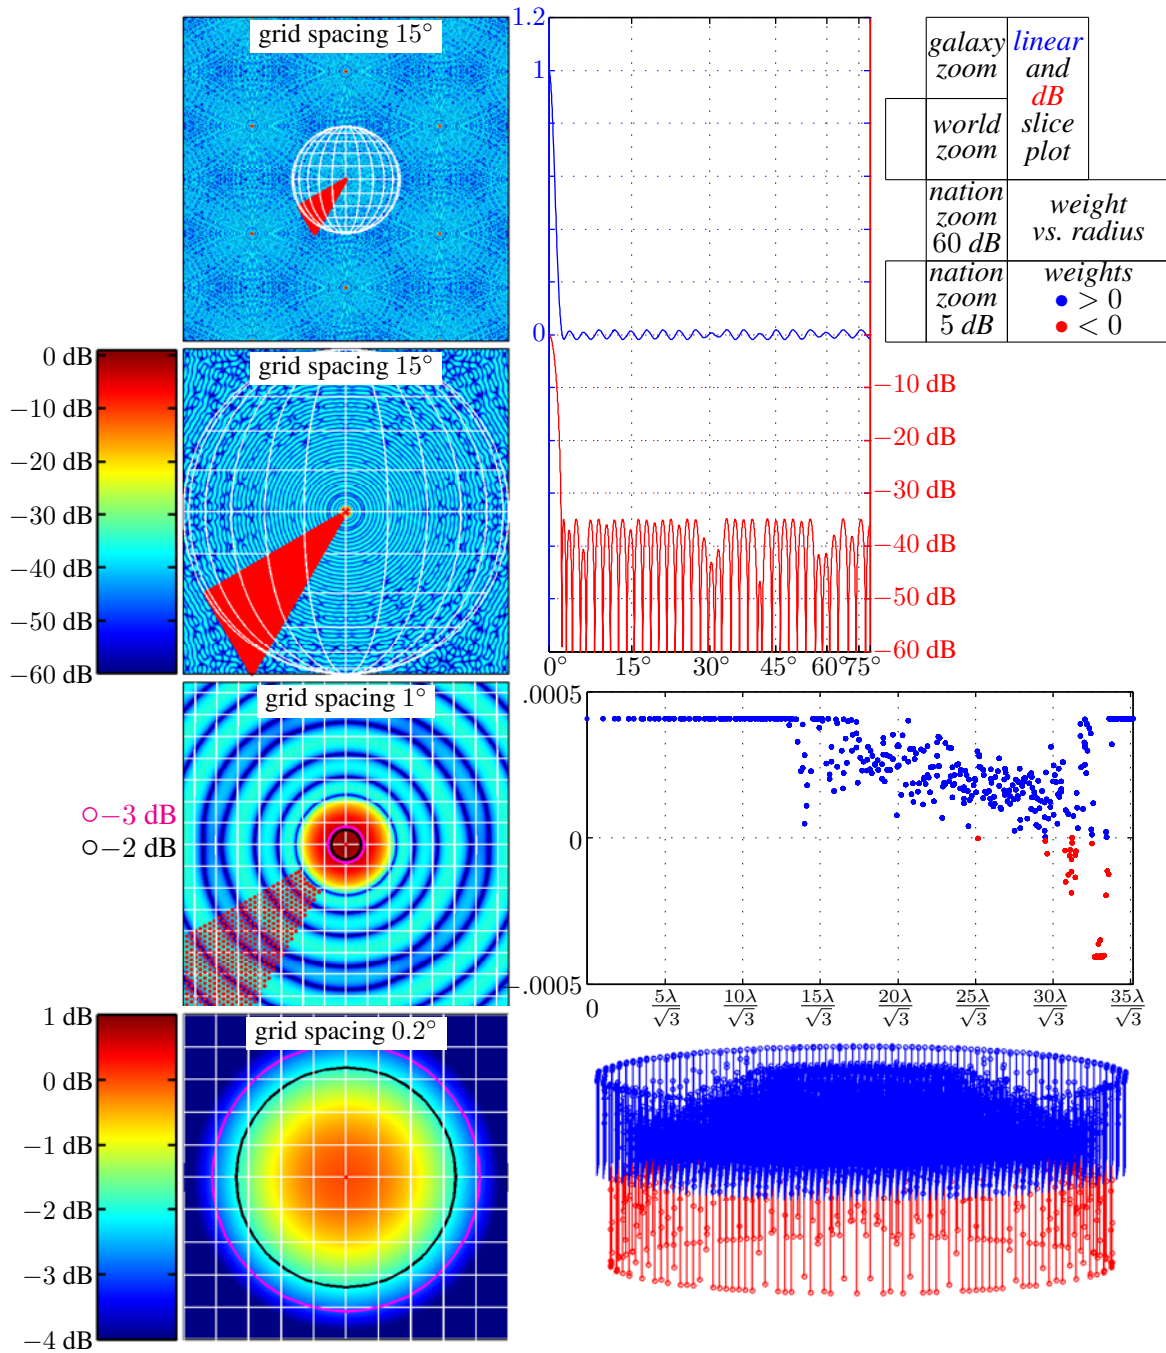 grid spacing 15°
1.2
1
0
−10 dB
−20 dB
−30 dB
−40 dB
−50 dB
−60 dB
0° 15° 30° 45° 60° 75°
galaxy zoom
linear and dB slice plot
world zoom
nation zoom 60 dB
weight vs. radius
nation zoom 5 dB
weights
> 0
< 0
grid spacing 15°
0 dB
−10 dB
−20 dB
−30 dB
−40 dB
−50 dB
−60 dB
grid spacing 1°
−3 dB
−2 dB
.0005
0
−.0005
0 5λ/√3 10λ/√3 15λ/√3 20λ/√3 25λ/√3 30λ/√3 35λ/√3
grid spacing 0.2°
1 dB
0 dB
−1 dB
−2 dB
−3 dB
−4 dB